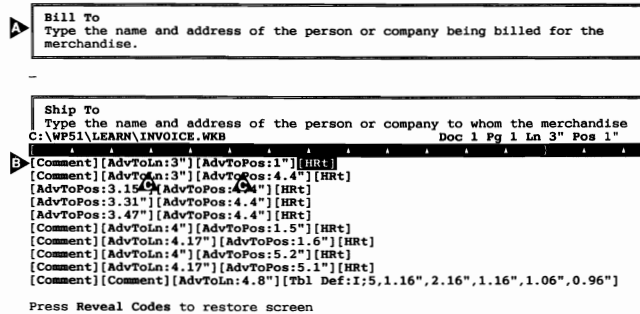 Bill To
A Type the name and address of the person or company being billed for the
merchandise.
Ship To
Type the name and address of the person or company to whom the merchandise
C:\WP51\LEARN\INVOICE.WKB Doc 1 Pg 1 Ln 3" Pos 1"
B [Comment][AdvToLn:3"][AdvToPos:1"][HRt]
[Comment][AdvToLn:3"][AdvToPos:4.4"][HRt]
C C
[AdvToPos:3.15 [AdvToPos: 4"][HRt]
[AdvToPos:3.31"][AdvToPos:4.4"][HRt]
[AdvToPos:3.47"][AdvToPos:4.4"][HRt]
[Comment][AdvToLn:4"][AdvToPos:1.5"][HRt]
[Comment][AdvToLn:4.17"][AdvToPos:1.6"][HRt]
[Comment][AdvToLn:4"][AdvToPos:5.2"][HRt]
[Comment][AdvToLn:4.17"][AdvToPos:5.1"][HRt]
[Comment][Comment][AdvToLn:4.8"][Tbl Def:I;5,1.16",2.16",1.16",1.06",0.96"]
Press Reveal Codes to restore screen